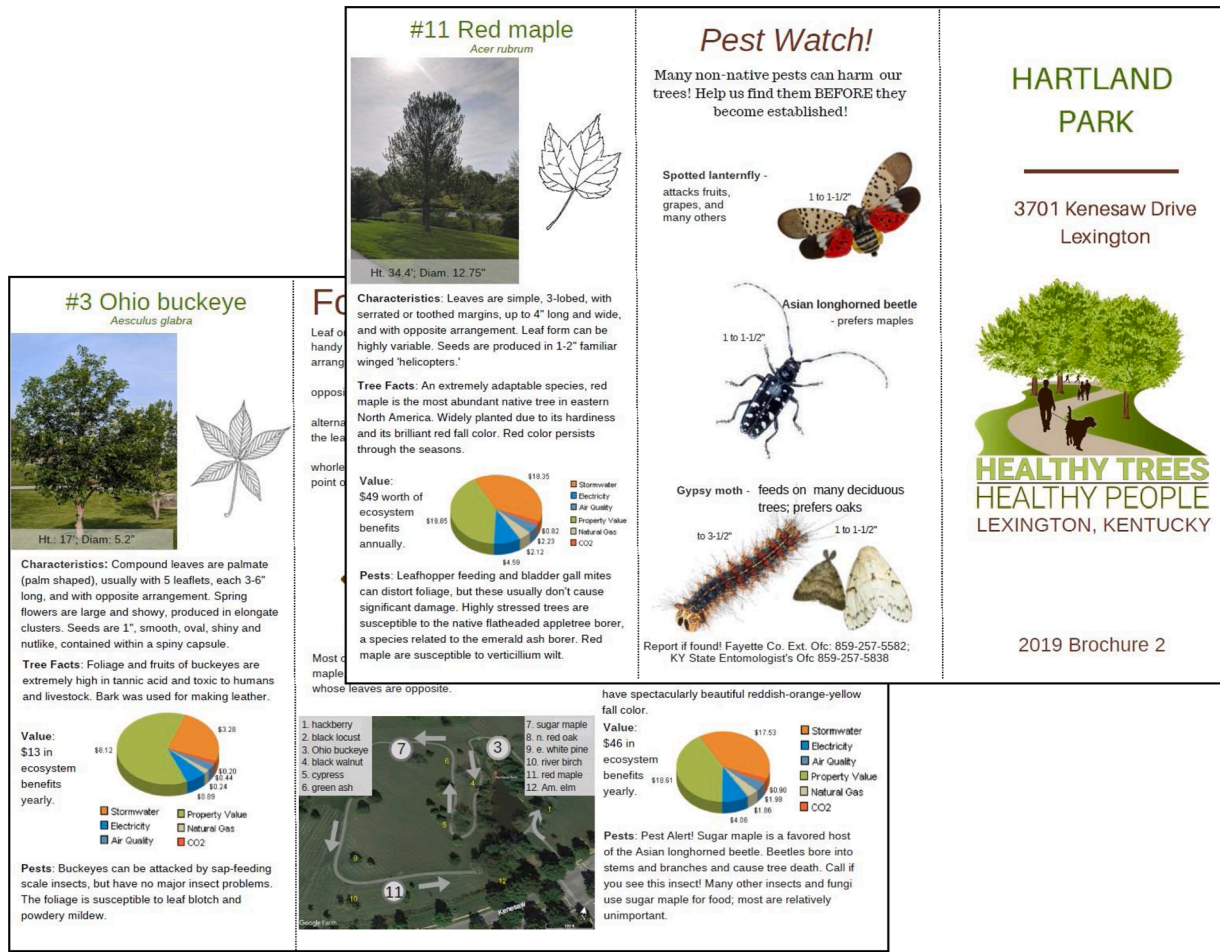 #11 Red maple
Acer rubrum
Ht. 34.4'; Diam. 12.75"
Characteristics: Leaves are simple, 3-lobed, with
serrated or toothed margins, up to 4" long and wide,
and with opposite arrangement. Leaf form can be
highly variable. Seeds are produced in 1-2" familiar
winged 'helicopters.'
Tree Facts: An extremely adaptable species, red
maple is the most abundant native tree in eastern
North America. Widely planted due to its hardiness
and its brilliant red fall color. Red color persists
through the seasons.
Value:
$49 worth of
ecosystem
benefits
annually.
$18.35
$19.85
$0.82
$2.23
$2.12
$4.59
Stormwater
Electricity
Air Quality
Property Value
Natural Gas
CO2
Pests: Leafhopper feeding and bladder gall mites
can distort foliage, but these usually don't cause
significant damage. Highly stressed trees are
susceptible to the native flatheaded appletree borer,
a species related to the emerald ash borer. Red
maple are susceptible to verticillium wilt.
Pest Watch!
Many non-native pests can harm our
trees! Help us find them BEFORE they
become established!
Spotted lanternfly -
attacks fruits,
grapes, and
many others
1 to 1-1/2"
Asian longhorned beetle
- prefers maples
1 to 1-1/2"
Gypsy moth - feeds on many deciduous
trees; prefers oaks
to 3-1/2"
1 to 1-1/2"
Report if found! Fayette Co. Ext. Ofc: 859-257-5582;
KY State Entomologist's Ofc 859-257-5838
HARTLAND
PARK
3701 Kenesaw Drive
Lexington
HEALTHY TREES
HEALTHY PEOPLE
LEXINGTON, KENTUCKY
2019 Brochure 2
#3 Ohio buckeye
Aesculus glabra
Ht.: 17'; Diam: 5.2"
Characteristics: Compound leaves are palmate
(palm shaped), usually with 5 leaflets, each 3-6"
long, and with opposite arrangement. Spring
flowers are large and showy, produced in elongate
clusters. Seeds are 1", smooth, oval, shiny and
nutlike, contained within a spiny capsule.
Tree Facts: Foliage and fruits of buckeyes are
extremely high in tannic acid and toxic to humans
and livestock. Bark was used for making leather.
Value:
$13 in
ecosystem
benefits
yearly.
$3.28
$8.12
$0.20
$0.44
$0.24
$0.89
Stormwater
Electricity
Air Quality
Property Value
Natural Gas
CO2
Pests: Buckeyes can be attacked by sap-feeding
scale insects, but have no major insect problems.
The foliage is susceptible to leaf blotch and
powdery mildew.
Fo
Leaf
handy
arrang
opposi
alterna
the lea
whorle
point o
Most
maple
whose leaves are opposite.
1. hackberry
2. black locust
3. Ohio buckeye
4. black walnut
5. cypress
6. green ash
7. sugar maple
8. n. red oak
9. e. white pine
10. river birch
11. red maple
12. Am. elm
7
3
6
4
5
1
9
10
11
12
Kenesaw
Google Earth
have spectacularly beautiful reddish-orange-yellow
fall color.
Value:
$46 in
ecosystem
benefits
yearly.
$17.53
$18.61
$0.90
$1.98
$1.86
$4.06
Stormwater
Electricity
Air Quality
Property Value
Natural Gas
CO2
Pests: Pest Alert! Sugar maple is a favored host
of the Asian longhorned beetle. Beetles bore into
stems and branches and cause tree death. Call if
you see this insect! Many other insects and fungi
use sugar maple for food; most are relatively
unimportant.